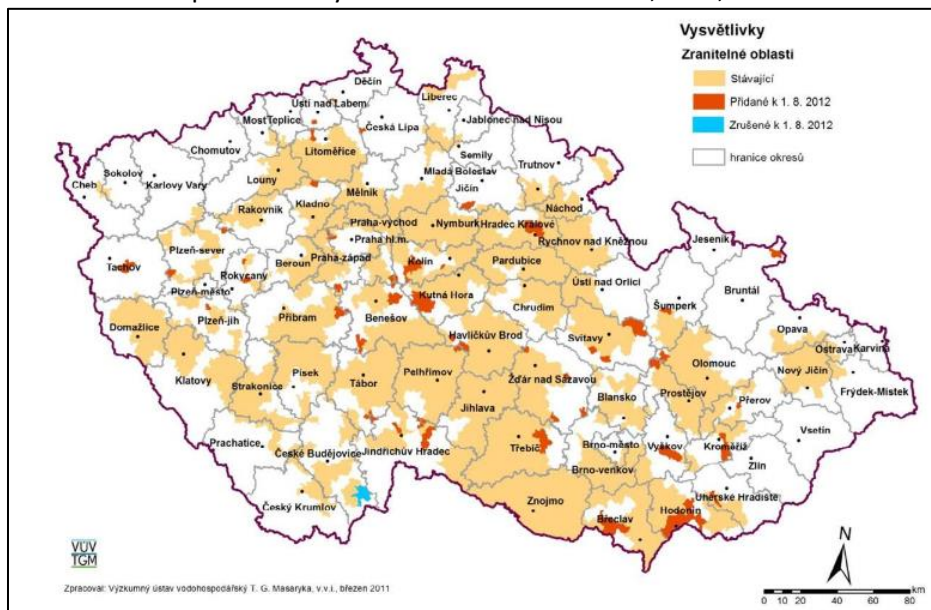 Vysvětlivky
Zranitelné oblasti
Stávající
Přidané k 1. 8. 2012
Zrušené k 1. 8. 2012
hranice okresů
Děčín
Ústí nad Labem
Liberec
Most
Teplice
Česká Lípa
Jablonec nad Nisou
Chomutov
Litoměřice
Semily
Trutnov
Sokolov
Louny
Mladá Boleslav
Cheb
Karlovy Vary
Jičín
Mělník
Náchod
Rakovník
Kladno
Praha-východ
Nymburk
Hradec Králové
Praha hl.m.
Rychnov nad Kněžnou
Jeseník
Plzeň-sever
Beroun
Praha-západ
Kolín
Pardubice
Tachov
Rokycany
Ústí nad Orlicí
Bruntál
Plzeň-město
Kutná Hora
Šumperk
Plzeň-jih
Příbram
Benešov
Chrudim
Opava
Domažlice
Havlíčkův Brod
Svitavy
Ostrava
Karviná
Olomouc
Nový Jičín
Klatovy
Písek
Tábor
Pelhřimov
Žďár nad Sázavou
Frýdek-Místek
Strakonice
Jihlava
Blansko
Prostějov
Přerov
Prachatice
České Budějovice
Jindřichův Hradec
Třebíč
Brno-město
Vyškov
Kroměříž
Vsetín
Brno-venkov
Zlín
Český Krumlov
Znojmo
Uherské Hradiště
Břeclav
Hodonín
N
VÚV
TGM
Zpracoval: Výzkumný ústav vodohospodářský T. G. Masaryka, v.v.i., březen 2011
km
0 10 20 40 60 80